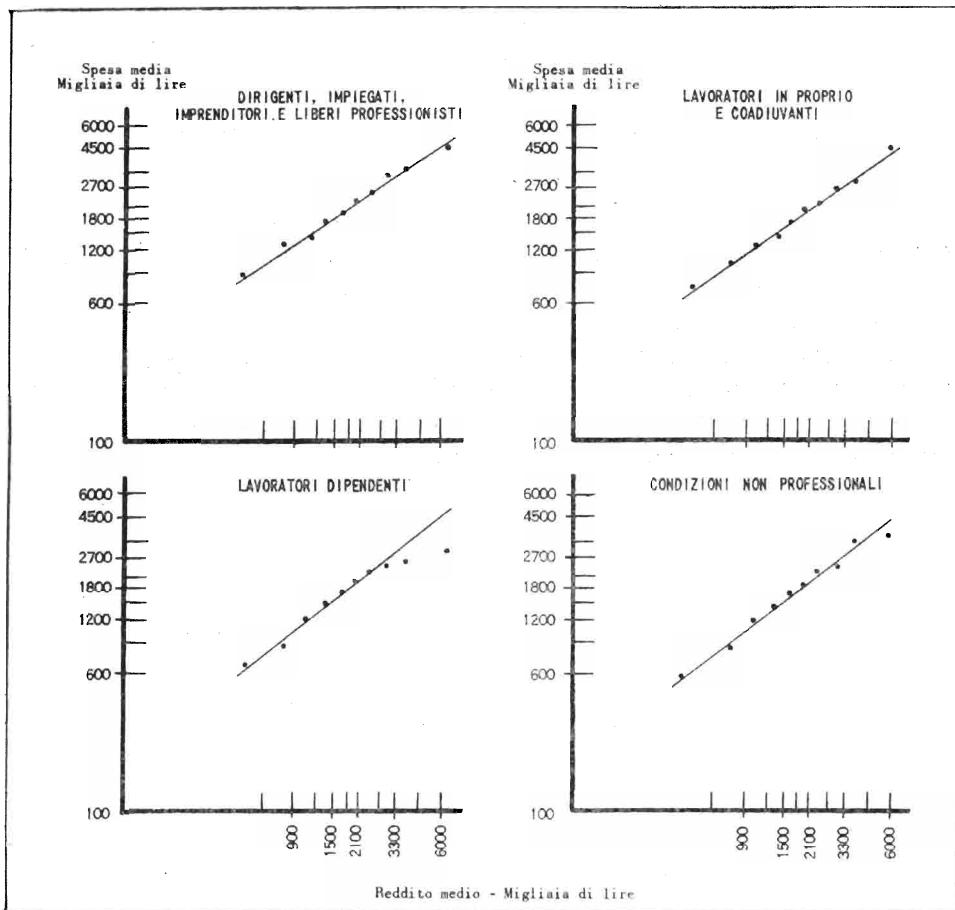 Spesa media
Migliaia di lire
DIRIGENTI, IMPIEGATI,
IMPRENDITORI. E LIBERI PROFESSIONISTI
6000
4500
2700
1800
1200
600
100
Spesa media
Migliaia di lire
LAVORATORI IN PROPRIO
E COADIUVANTI
6000
4500
2700
1800
1200
600
100
LAVORATORI DIPENDENTI
6000
4500
2700
1800
1200
600
100
900 1500 2100 3300 6000
CONDIZIONI NON PROFESSIONALI
6000
4500
2700
1800
1200
600
100
900 1500 2100 3300 6000
Reddito medio - Migliaia di lire